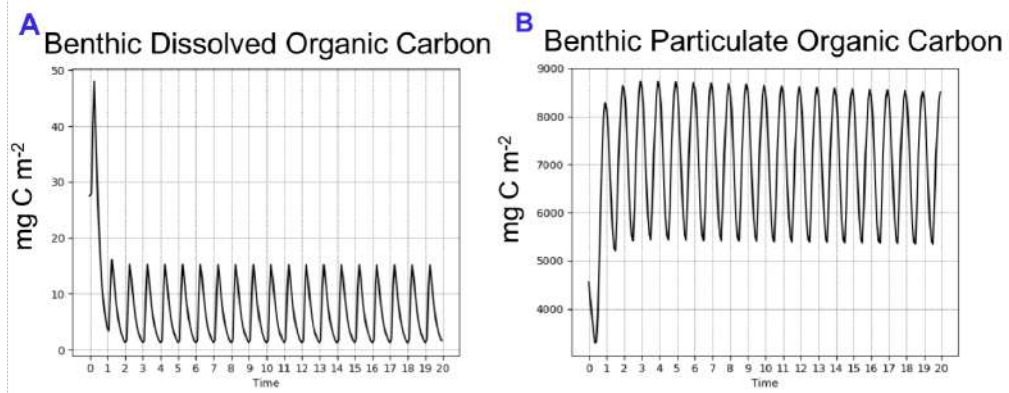 A
Benthic Dissolved Organic Carbon
50
40
30
20
10
0
mg C m-2
0 1 2 3 4 5 6 7 8 9 10 11 12 13 14 15 16 17 18 19 20
Time
B
Benthic Particulate Organic Carbon
9000
8000
7000
6000
5000
4000
mg C m-2
0 1 2 3 4 5 6 7 8 9 10 11 12 13 14 15 16 17 18 19 20
Time